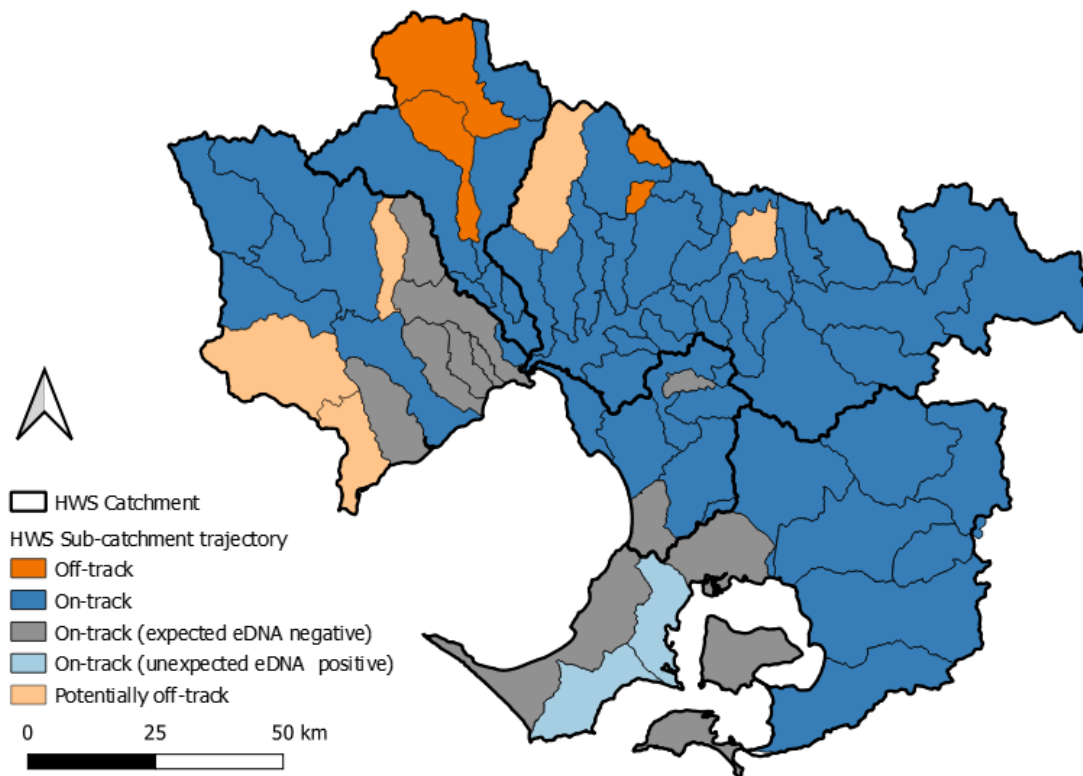 HWS Catchment
HWS Sub-catchment trajectory
Off-track
On-track
On-track (expected eDNA negative)
On-track (unexpected eDNA positive)
Potentially off-track
0 25 50 km